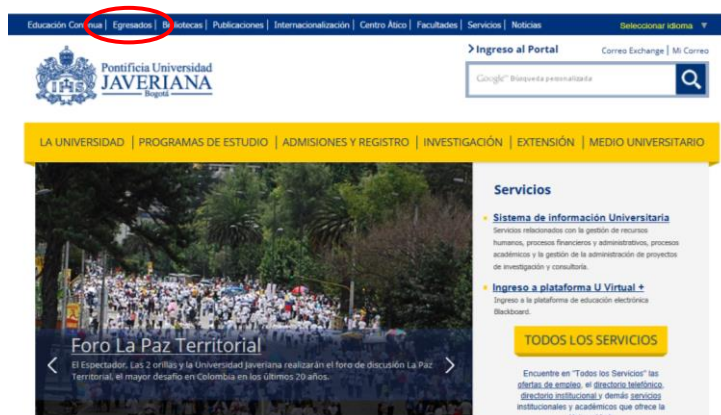 Educación Continua | Egresados | Bibliotecas | Publicaciones | Internacionalización | Centro Ático | Facultades | Servicios | Noticias
Seleccionar idioma ▼
Pontificia Universidad
JAVERIANA
Bogotá
Ingreso al Portal
Correo Exchange | Mi Correo
Google™ Búsqueda personalizada
LA UNIVERSIDAD | PROGRAMAS DE ESTUDIO | ADMISIONES Y REGISTRO | INVESTIGACIÓN | EXTENSIÓN | MEDIO UNIVERSITARIO
Foro La Paz Territorial
El Espectador, Las 2 orillas y la Universidad Javeriana realizarán el foro de discusión La Paz
Territorial, el mayor desafío en Colombia en los últimos 20 años.
Servicios
Sistema de información Universitaria
Servicios relacionados con la gestión de recursos
humanos, procesos financieros y administrativos, procesos
académicos y la gestión de la administración de proyectos
de investigación y consultoría.
Ingreso a plataforma U Virtual +
Ingreso a la plataforma de educación electrónica
Blackboard.
TODOS LOS SERVICIOS
Encuentre en "Todos los Servicios" las
ofertas de empleo, el directorio telefónico,
directorio institucional y demás servicios
institucionales y académicos que ofrece la